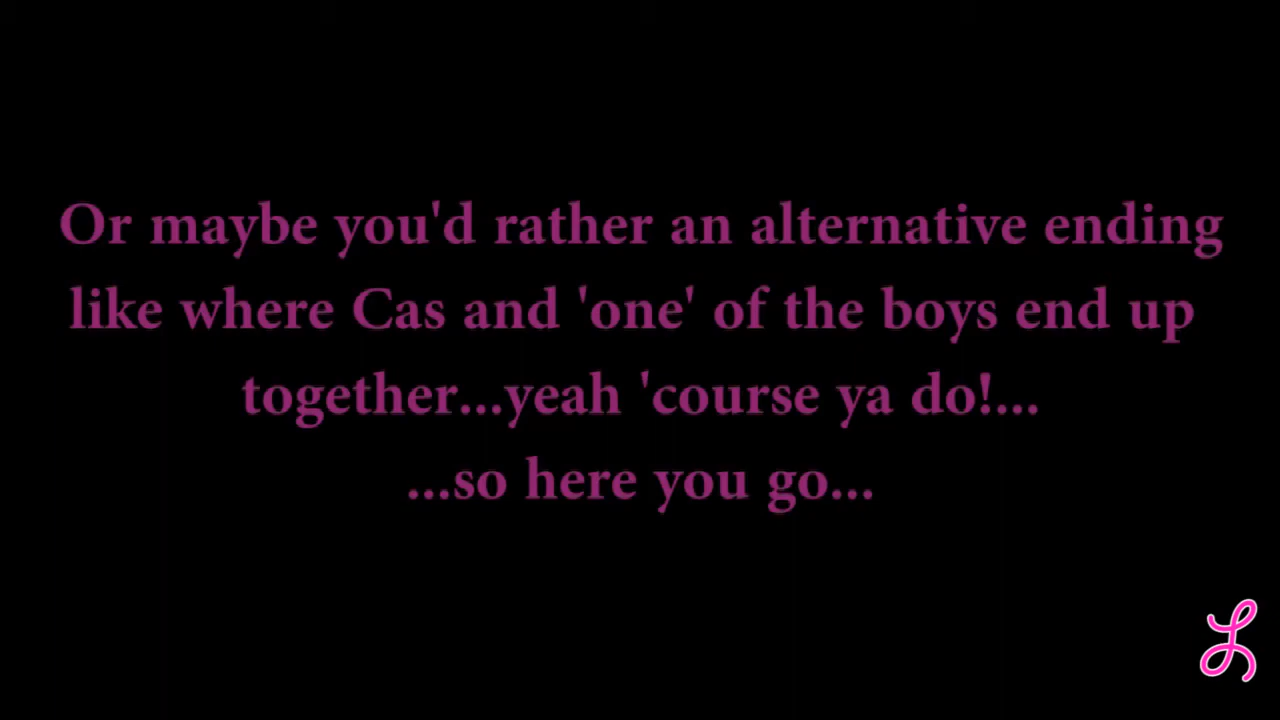 Or maybe you'd rather an alternative ending
like where Cas and 'one' of the boys end up
together...yeah 'course ya do!...
...so here you go...
L